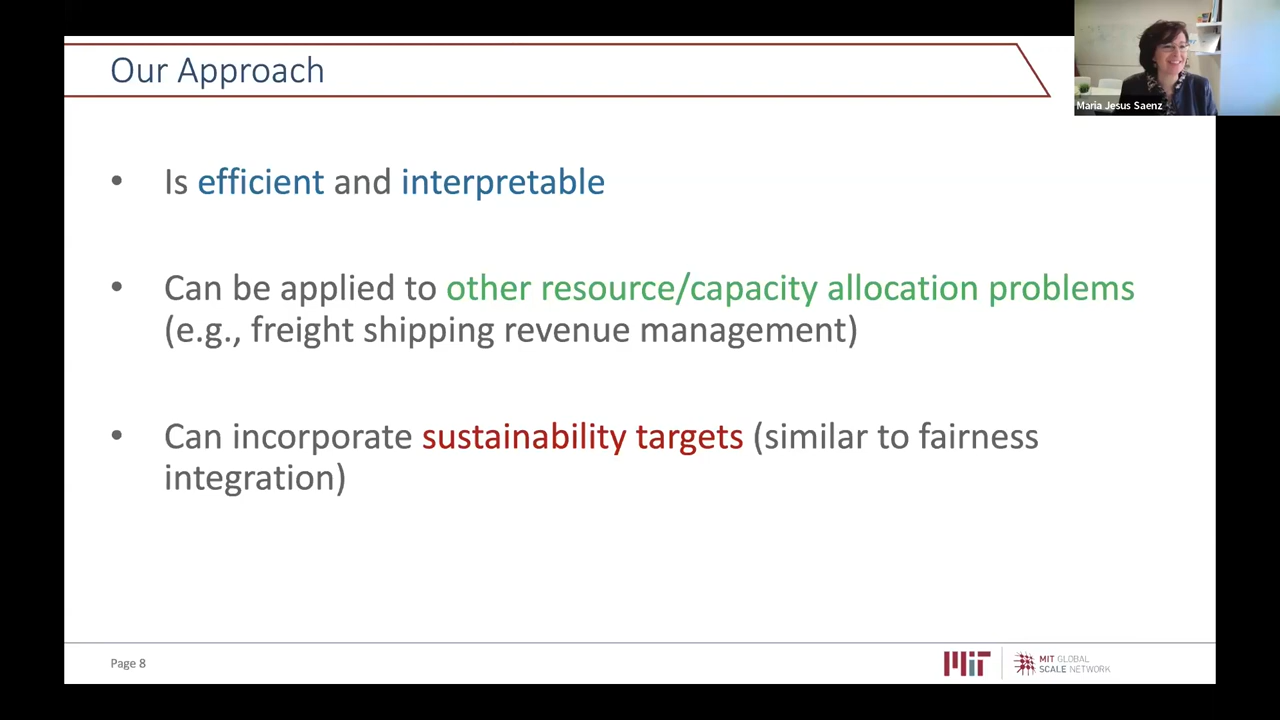 Our Approach
Maria Jesus Saenz
• Is efficient and interpretable
• Can be applied to other resource/capacity allocation problems
(e.g., freight shipping revenue management)
• Can incorporate sustainability targets (similar to fairness
integration)
Page 8
MIT
MIT GLOBAL
SCALE NETWORK